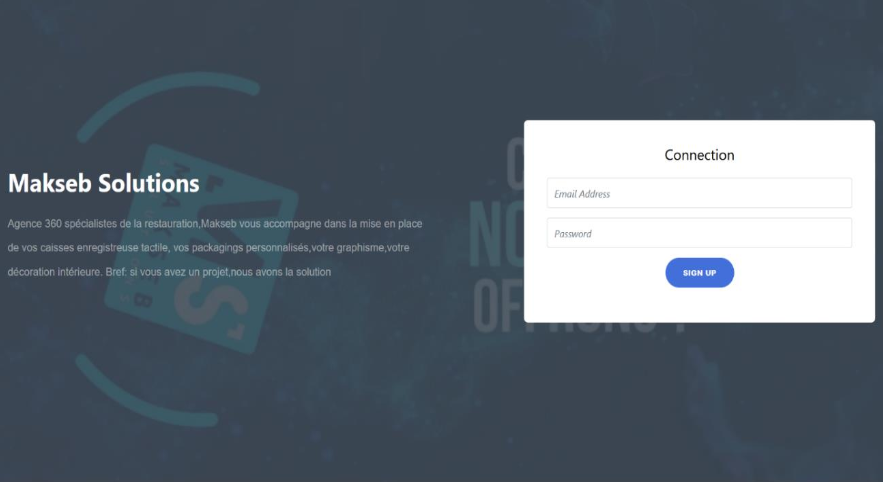 Makseb Solutions
Agence 360 spécialistes de la restauration,Makseb vous accompagne dans la mise en place
de vos caisses enregistreuse tactile, vos packagings personnalisés,votre graphisme,votre
décoration intérieure. Bref: si vous avez un projet,nous avons la solution
Connection
Email Address
Password
SIGN UP